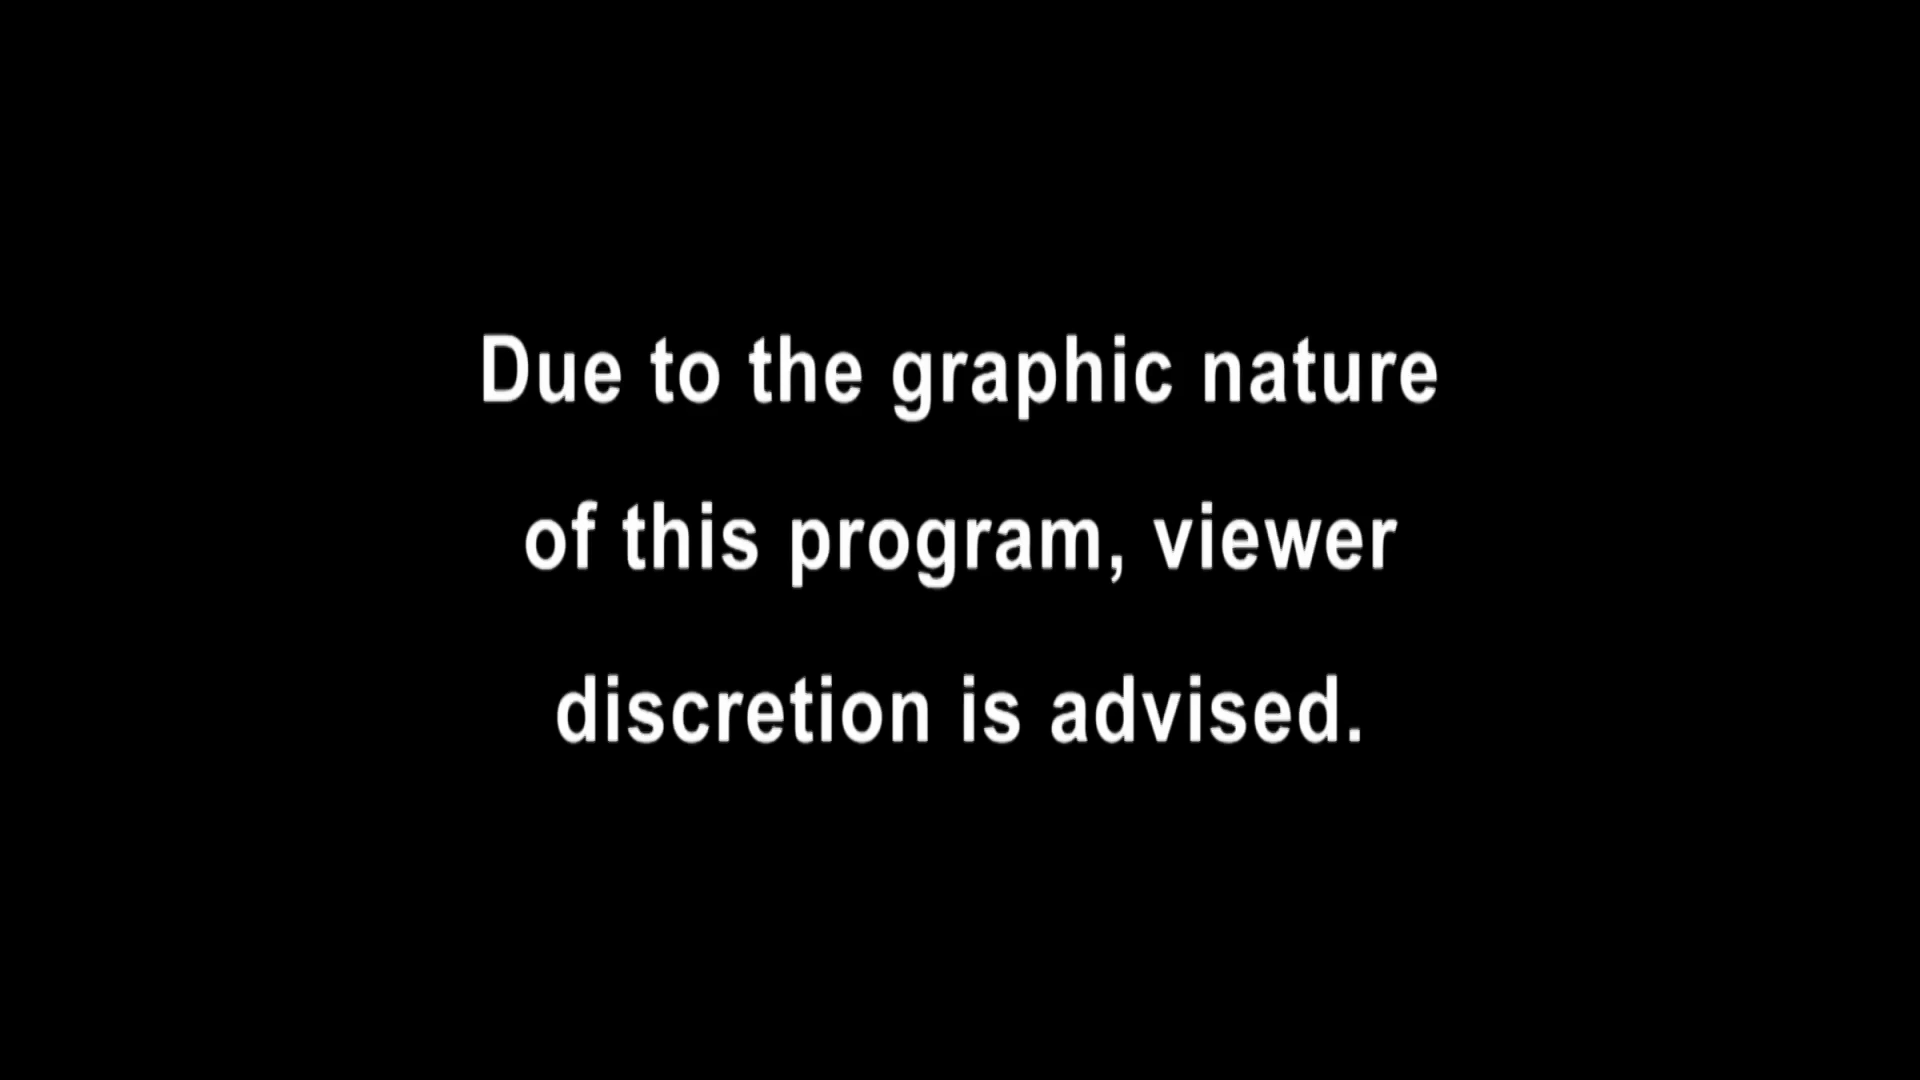 Due to the graphic nature
of this program, viewer
discretion is advised.